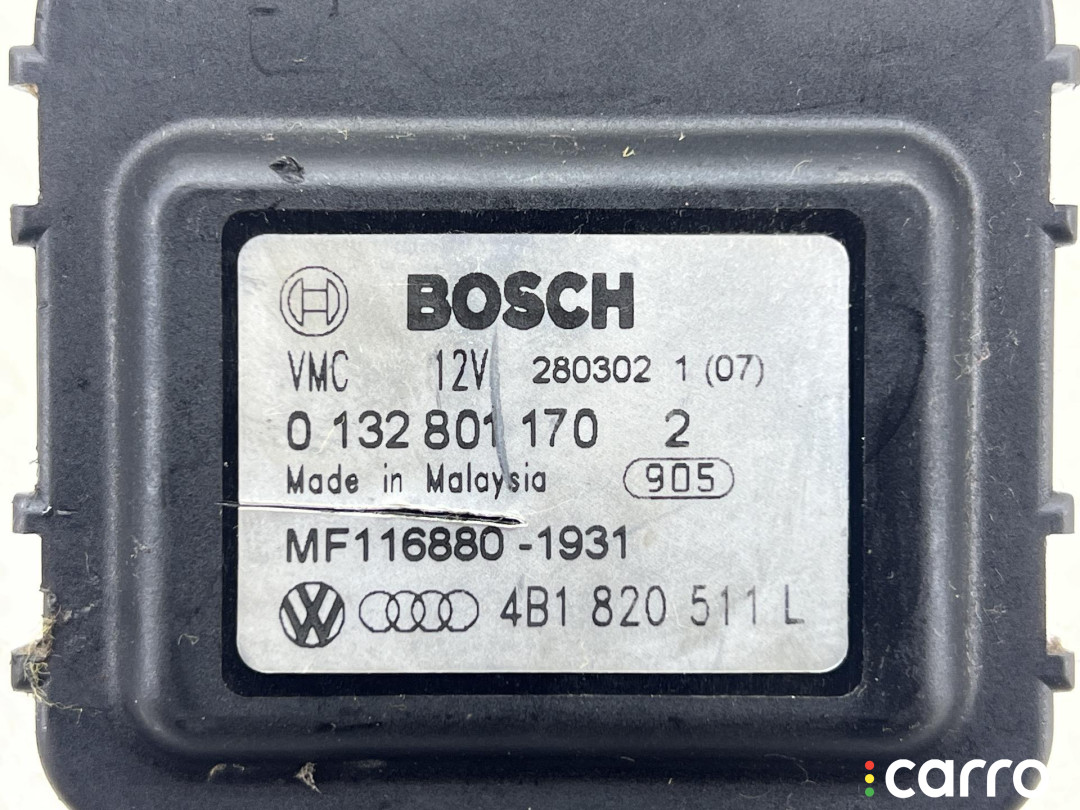 BOSCH
VMC 12V 280302 1 (07)
0 132 801 170 2
Made in Malaysia 905
MF116880-1931
4B1 820 511 L
carro